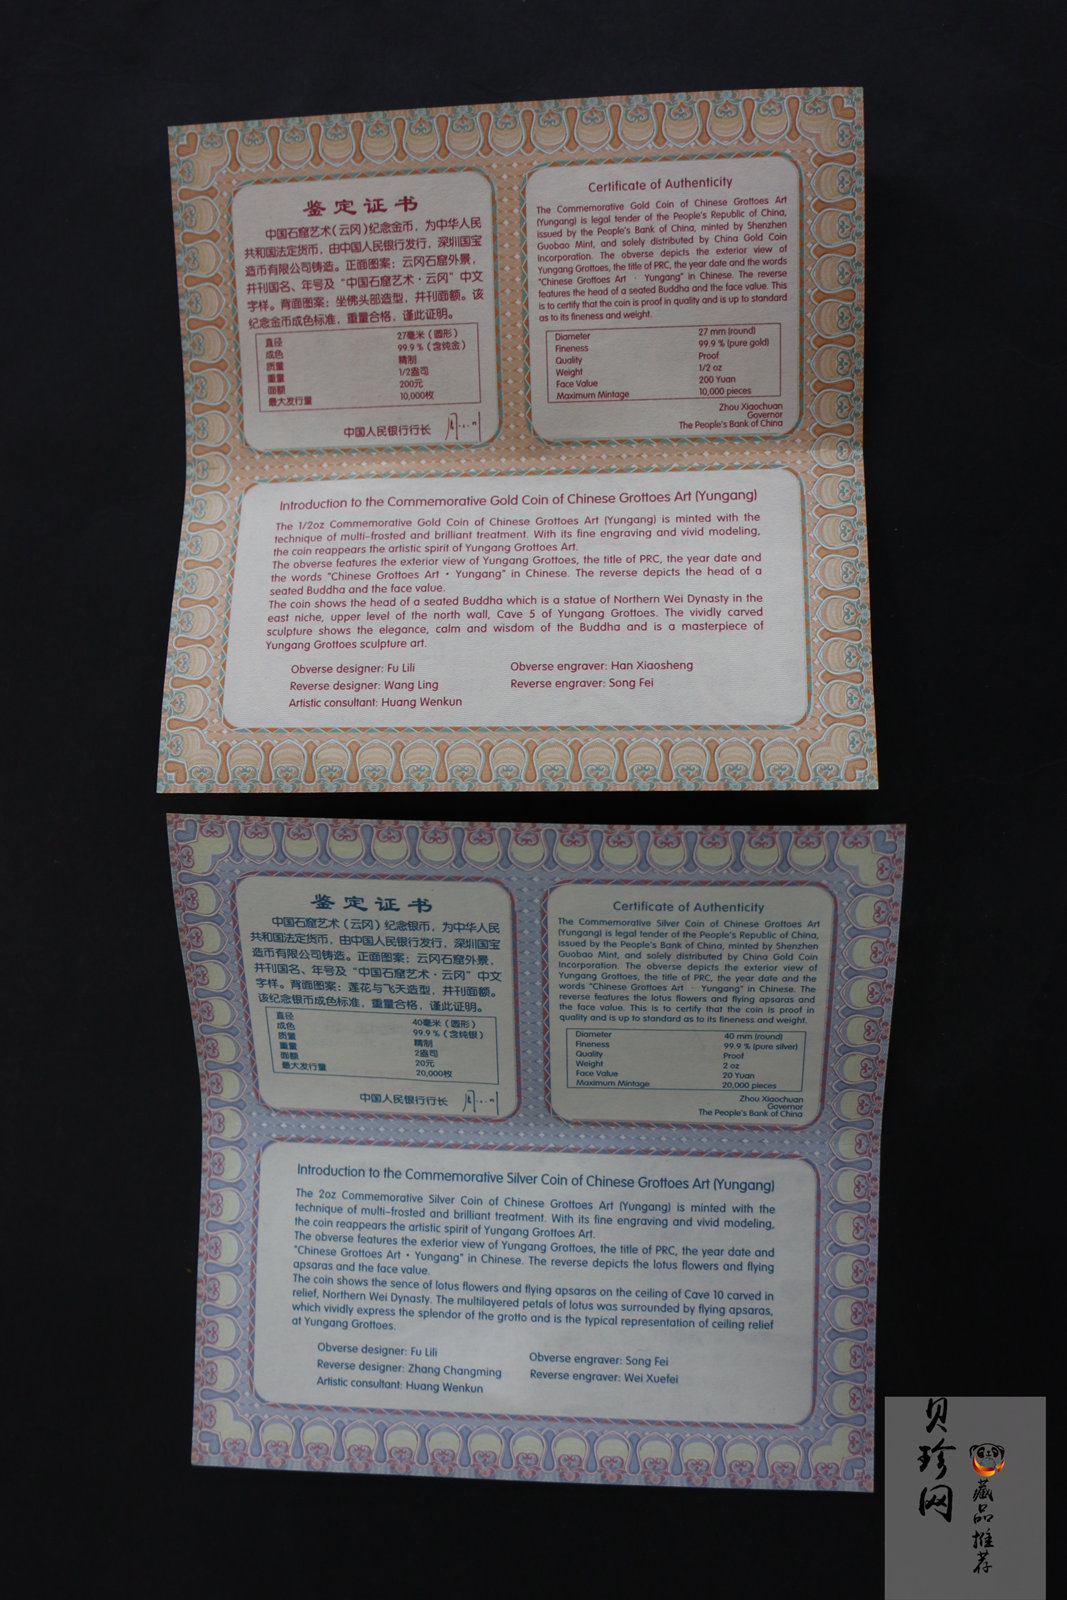 鉴定证书
中国石窟艺术（云冈）纪念金币，为中华人民
共和国法定货币，由中国人民银行发行，深圳国宝
造币有限公司铸造。正面图案：云冈石窟外景，
并刊国名、年号及“中国石窟艺术·云冈”中文
字样。背面图案：坐佛头部造型，并刊面额。该
纪念金币成色标准，重量合格，谨此证明。
直径 27毫米（圆形）
成色 99.9％（含纯金）
质量 精制
重量 1/2盎司
面额 200元
最大发行量 10,000枚
中国人民银行行长
Certificate of Authenticity
The Commemorative Gold Coin of Chinese Grottoes Art
(Yungang) is legal tender of the People's Republic of China,
issued by the People's Bank of China, minted by Shenzhen
Guobao Mint, and solely distributed by China Gold Coin
Incorporation. The obverse depicts the exterior view of
Yungang Grottoes, the title of PRC, the year date and the words
"Chinese Grottoes Art · Yungang" in Chinese. The reverse
features the head of a seated Buddha and the face value. This
is to certify that the coin is proof in quality and is up to standard
as to its fineness and weight.
Diameter 27 mm (round)
Fineness 99.9 % (pure gold)
Quality Proof
Weight 1/2 oz
Face Value 200 Yuan
Maximum Mintage 10,000 pieces
Zhou Xiaochuan
Governor
The People's Bank of China
Introduction to the Commemorative Gold Coin of Chinese Grottoes Art (Yungang)
The 1/2oz Commemorative Gold Coin of Chinese Grottoes Art (Yungang) is minted with the
technique of multi-frosted and brilliant treatment. With its fine engraving and vivid modeling,
the coin reappears the artistic spirit of Yungang Grottoes Art.
The obverse features the exterior view of Yungang Grottoes, the title of PRC, the year date and
the words "Chinese Grottoes Art · Yungang" in Chinese. The reverse depicts the head of a
seated Buddha and the face value.
The coin shows the head of a seated Buddha which is a statue of Northern Wei Dynasty in the
east niche, upper level of the north wall, Cave 5 of Yungang Grottoes. The vividly carved
sculpture shows the elegance, calm and wisdom of the Buddha and is a masterpiece of
Yungang Grottoes sculpture art.
Obverse designer: Fu Lili Obverse engraver: Han Xiaosheng
Reverse designer: Wang Ling Reverse engraver: Song Fei
Artistic consultant: Huang Wenkun
鉴定证书
中国石窟艺术（云冈）纪念银币，为中华人民
共和国法定货币，由中国人民银行发行，深圳国宝
造币有限公司铸造。正面图案：云冈石窟外景，
并刊国名、年号及“中国石窟艺术·云冈”中文
字样。背面图案：莲花与飞天造型，并刊面额。
该纪念银币成色标准，重量合格，谨此证明。
直径 40毫米（圆形）
成色 99.9％（含纯银）
质量 精制
重量 2盎司
面额 20元
最大发行量 20,000枚
中国人民银行行长
Certificate of Authenticity
The Commemorative Silver Coin of Chinese Grottoes Art
(Yungang) is legal tender of the People's Republic of China,
issued by the People's Bank of China, minted by Shenzhen
Guobao Mint, and solely distributed by China Gold Coin
Incorporation. The obverse depicts the exterior view of
Yungang Grottoes, the title of PRC, the year date and the
words "Chinese Grottoes Art · Yungang" in Chinese. The
reverse features the lotus flowers and flying apsaras and
the face value. This is to certify that the coin is proof in
quality and is up to standard as to its fineness and weight.
Diameter 40 mm (round)
Fineness 99.9 % (pure silver)
Quality Proof
Weight 2 oz
Face Value 20 Yuan
Maximum Mintage 20,000 pieces
Zhou Xiaochuan
Governor
The People's Bank of China
Introduction to the Commemorative Silver Coin of Chinese Grottoes Art (Yungang)
The 2oz Commemorative Silver Coin of Chinese Grottoes Art (Yungang) is minted with the
technique of multi-frosted and brilliant treatment. With its fine engraving and vivid modeling,
the coin reappears the artistic spirit of Yungang Grottoes Art.
The obverse features the exterior view of Yungang Grottoes, the title of PRC, the year date and
"Chinese Grottoes Art · Yungang" in Chinese. The reverse depicts the lotus flowers and flying
apsaras and the face value.
The coin shows the sence of lotus flowers and flying apsaras on the ceiling of Cave 10 carved in
relief, Northern Wei Dynasty. The multilayered petals of lotus was surrounded by flying apsaras,
which vividly express the splendor of the grotto and is the typical representation of ceiling relief
at Yungang Grottoes.
Obverse designer: Fu Lili Obverse engraver: Song Fei
Reverse designer: Zhang Changming Reverse engraver: Wei Xuefei
Artistic consultant: Huang Wenkun
贝珍网
藏品推荐